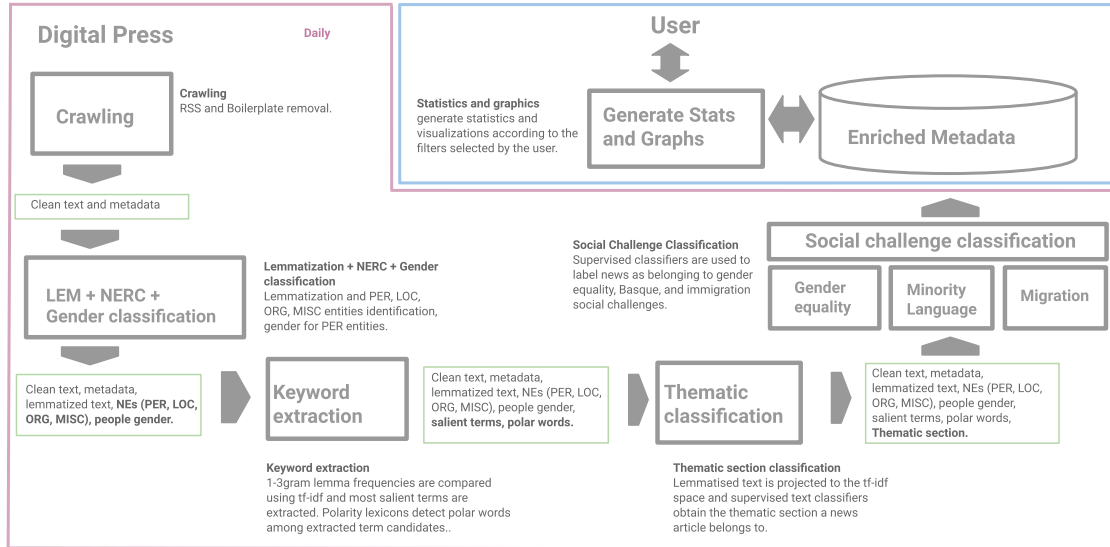 Digital Press
Daily
Crawling
Crawling
RSS and Boilerplate removal.
Clean text and metadata
LEM + NERC +
Gender classification
Lemmatization + NERC + Gender
classification
Lemmatization and PER, LOC,
ORG, MISC entities identification,
gender for PER entities.
Clean text, metadata,
lemmatized text, NEs (PER, LOC,
ORG, MISC), people gender.
Keyword
extraction
Keyword extraction
1-3gram lemma frequencies are compared
using tf-idf and most salient terms are
extracted. Polarity lexicons detect polar words
among extracted term candidates..
Clean text, metadata,
lemmatized text, NEs (PER, LOC,
ORG, MISC), people gender,
salient terms, polar words.
Thematic
classification
Thematic section classification
Lemmatised text is projected to the tf-idf
space and supervised text classifiers
obtain the thematic section a news
article belongs to.
Clean text, metadata,
lemmatized text, NEs (PER, LOC,
ORG, MISC), people gender,
salient terms, polar words,
Thematic section.
Social Challenge Classification
Supervised classifiers are used to
label news as belonging to gender
equality, Basque, and immigration
social challenges.
Social challenge classification
Gender
equality
Minority
Language
Migration
User
Statistics and graphics
generate statistics and
visualizations according to the
filters selected by the user.
Generate Stats
and Graphs
Enriched Metadata